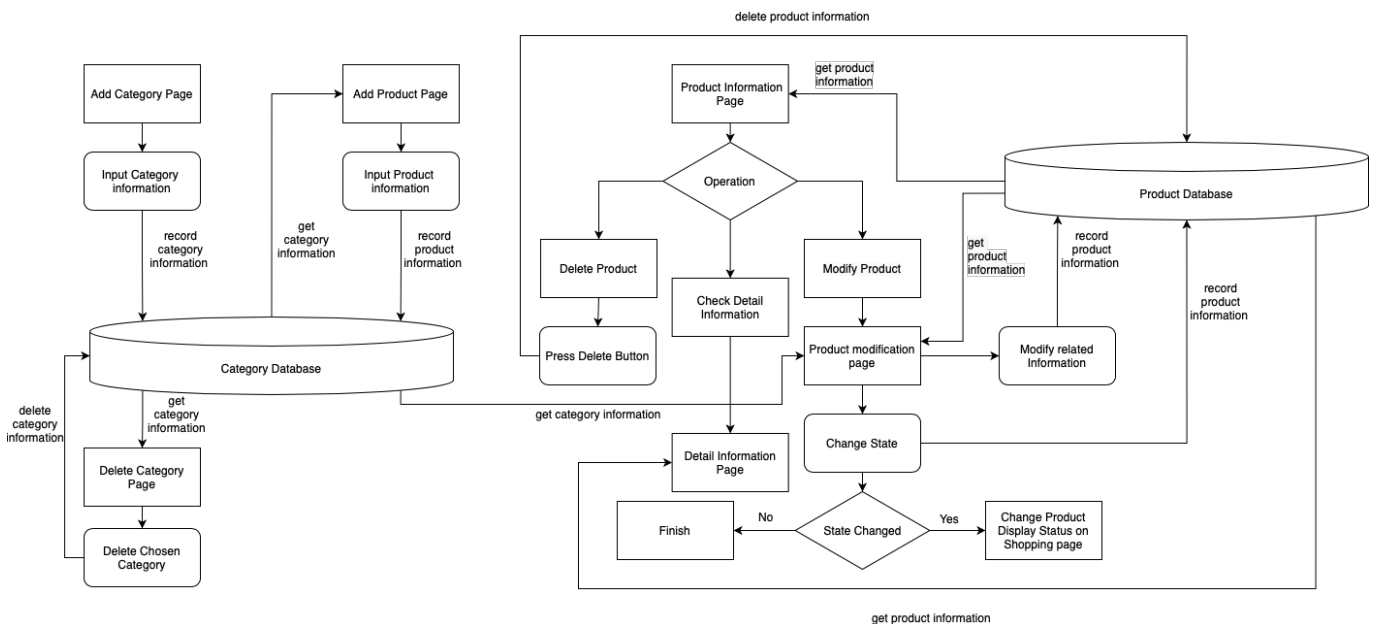 delete product information
Add Category Page
Add Product Page
Product Information
Page
get product
information
Input Category
information
Input Product
information
Operation
Product Database
record
category
information
get
category
information
record
product
information
Delete Product
Check Detail
Information
Modify Product
get
product
information
record
product
information
record
product
information
Category Database
Press Delete Button
Product modification
page
Modify related
Information
delete
category
information
get
category
information
get category information
Delete Category
Page
Detail Information
Page
Change State
Delete Chosen
Category
Finish
No
State Changed
Yes
Change Product
Display Status on
Shopping page
get product information